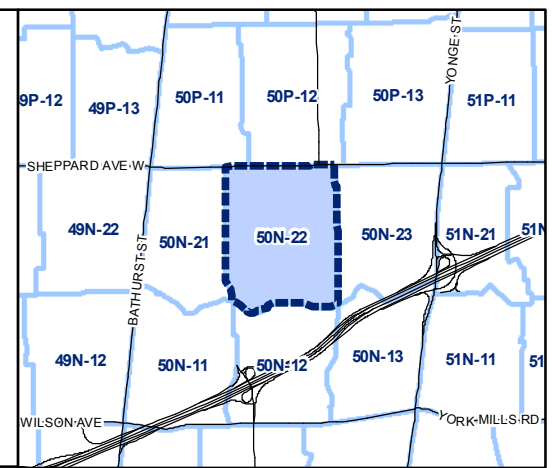 YONGE ST
9P-12
49P-13
50P-11
50P-12
50P-13
51P-11
SHEPPARD AVE W
49N-22
50N-21
50N-22
50N-23
51N-21
51N
BATHURST ST
49N-12
50N-11
50N-12
50N-13
51N-11
51
WILSON AVE
YORK MILLS RD